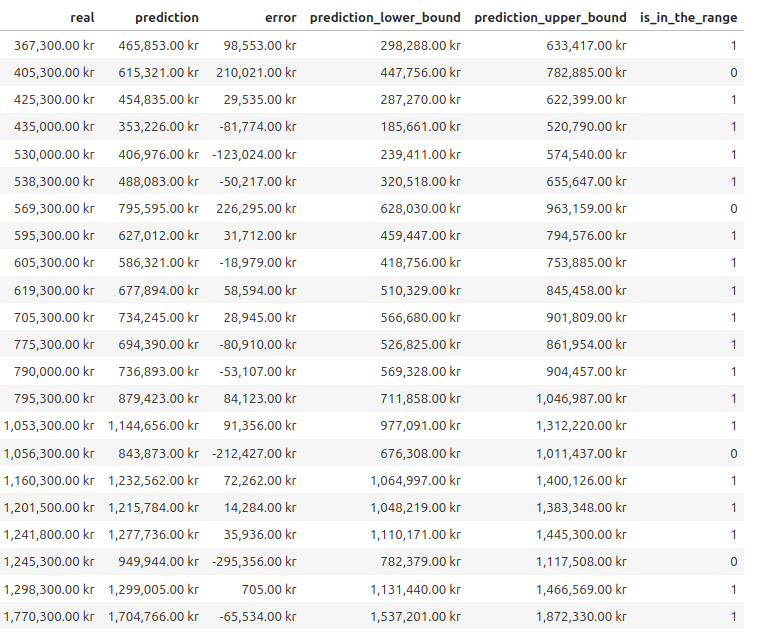 real prediction error prediction_lower_bound prediction_upper_bound is_in_the_range
367,300.00 kr 465,853.00 kr 98,553.00 kr 298,288.00 kr 633,417.00 kr 1
405,300.00 kr 615,321.00 kr 210,021.00 kr 447,756.00 kr 782,885.00 kr 0
425,300.00 kr 454,835.00 kr 29,535.00 kr 287,270.00 kr 622,399.00 kr 1
435,000.00 kr 353,226.00 kr -81,774.00 kr 185,661.00 kr 520,790.00 kr 1
530,000.00 kr 406,976.00 kr -123,024.00 kr 239,411.00 kr 574,540.00 kr 1
538,300.00 kr 488,083.00 kr -50,217.00 kr 320,518.00 kr 655,647.00 kr 1
569,300.00 kr 795,595.00 kr 226,295.00 kr 628,030.00 kr 963,159.00 kr 0
595,300.00 kr 627,012.00 kr 31,712.00 kr 459,447.00 kr 794,576.00 kr 1
605,300.00 kr 586,321.00 kr -18,979.00 kr 418,756.00 kr 753,885.00 kr 1
619,300.00 kr 677,894.00 kr 58,594.00 kr 510,329.00 kr 845,458.00 kr 1
705,300.00 kr 734,245.00 kr 28,945.00 kr 566,680.00 kr 901,809.00 kr 1
775,300.00 kr 694,390.00 kr -80,910.00 kr 526,825.00 kr 861,954.00 kr 1
790,000.00 kr 736,893.00 kr -53,107.00 kr 569,328.00 kr 904,457.00 kr 1
795,300.00 kr 879,423.00 kr 84,123.00 kr 711,858.00 kr 1,046,987.00 kr 1
1,053,300.00 kr 1,144,656.00 kr 91,356.00 kr 977,091.00 kr 1,312,220.00 kr 1
1,056,300.00 kr 843,873.00 kr -212,427.00 kr 676,308.00 kr 1,011,437.00 kr 0
1,160,300.00 kr 1,232,562.00 kr 72,262.00 kr 1,064,997.00 kr 1,400,126.00 kr 1
1,201,500.00 kr 1,215,784.00 kr 14,284.00 kr 1,048,219.00 kr 1,383,348.00 kr 1
1,241,800.00 kr 1,277,736.00 kr 35,936.00 kr 1,110,171.00 kr 1,445,300.00 kr 1
1,245,300.00 kr 949,944.00 kr -295,356.00 kr 782,379.00 kr 1,117,508.00 kr 0
1,298,300.00 kr 1,299,005.00 kr 705.00 kr 1,131,440.00 kr 1,466,569.00 kr 1
1,770,300.00 kr 1,704,766.00 kr -65,534.00 kr 1,537,201.00 kr 1,872,330.00 kr 1